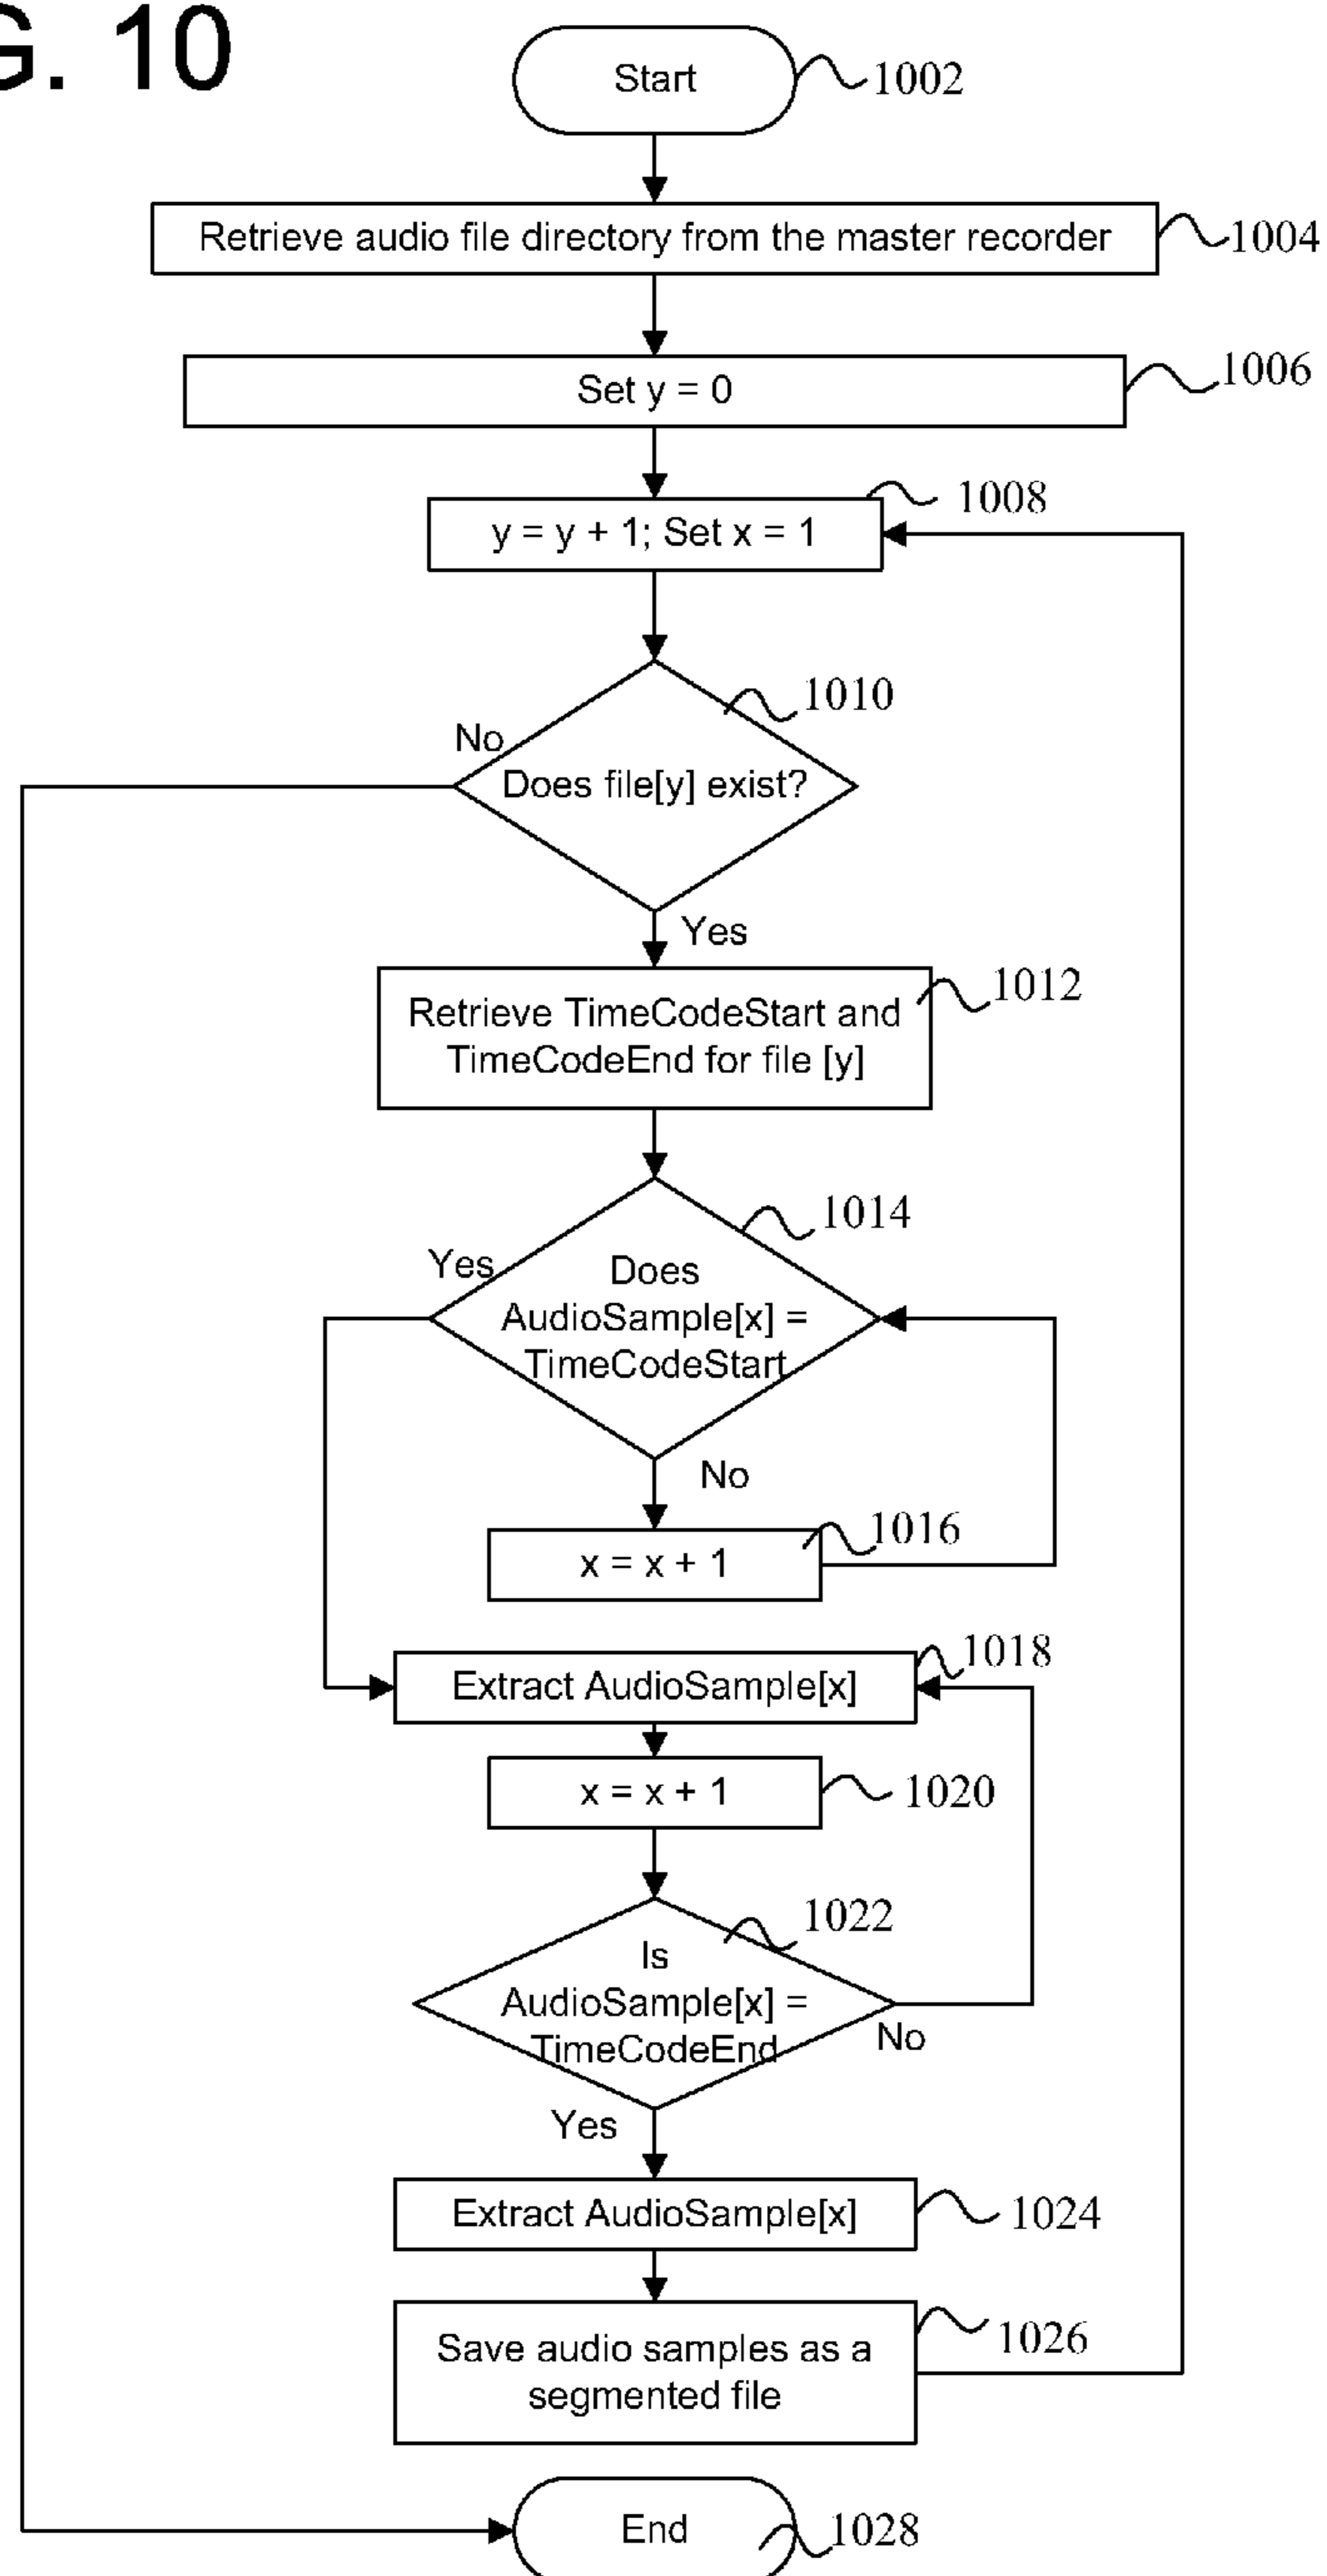 G. 10
Start
1002
Retrieve audio file directory from the master recorder
1004
Set y = 0
1006
y = y + 1; Set x = 1
1008
1010
No
Does file[y] exist?
Yes
Retrieve TimeCodeStart and
TimeCodeEnd for file [y]
1012
1014
Yes
Does
AudioSample[x] =
TimeCodeStart
No
x = x + 1
1016
Extract AudioSample[x]
1018
x = x + 1
1020
1022
Is
AudioSample[x] =
TimeCodeEnd
No
Yes
Extract AudioSample[x]
1024
Save audio samples as a
segmented file
1026
End
1028